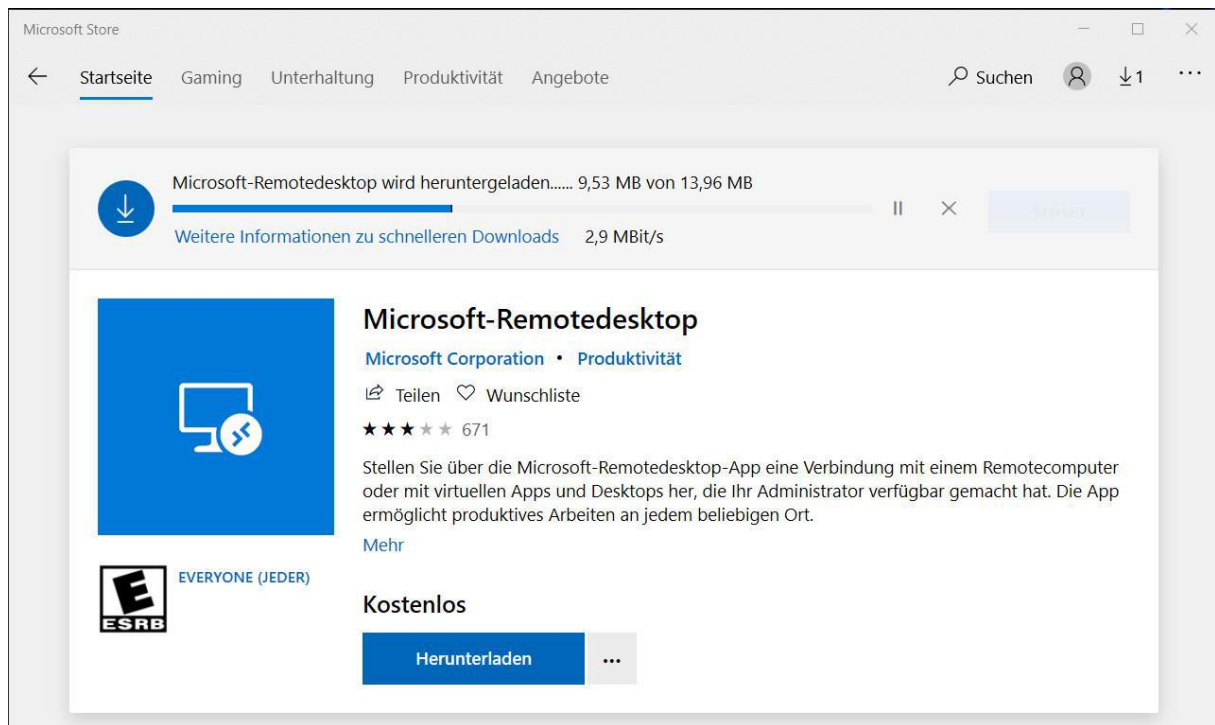 Microsoft Store
Startseite Gaming Unterhaltung Produktivität Angebote Suchen 1
Microsoft-Remotedesktop wird heruntergeladen...... 9,53 MB von 13,96 MB
Starten
Weitere Informationen zu schnelleren Downloads 2,9 MBit/s
Microsoft-Remotedesktop
Microsoft Corporation • Produktivität
Teilen Wunschliste
671
Stellen Sie über die Microsoft-Remotedesktop-App eine Verbindung mit einem Remotecomputer
oder mit virtuellen Apps und Desktops her, die Ihr Administrator verfügbar gemacht hat. Die App
ermöglicht produktives Arbeiten an jedem beliebigen Ort.
Mehr
E
ESRB
EVERYONE (JEDER)
Kostenlos
Herunterladen